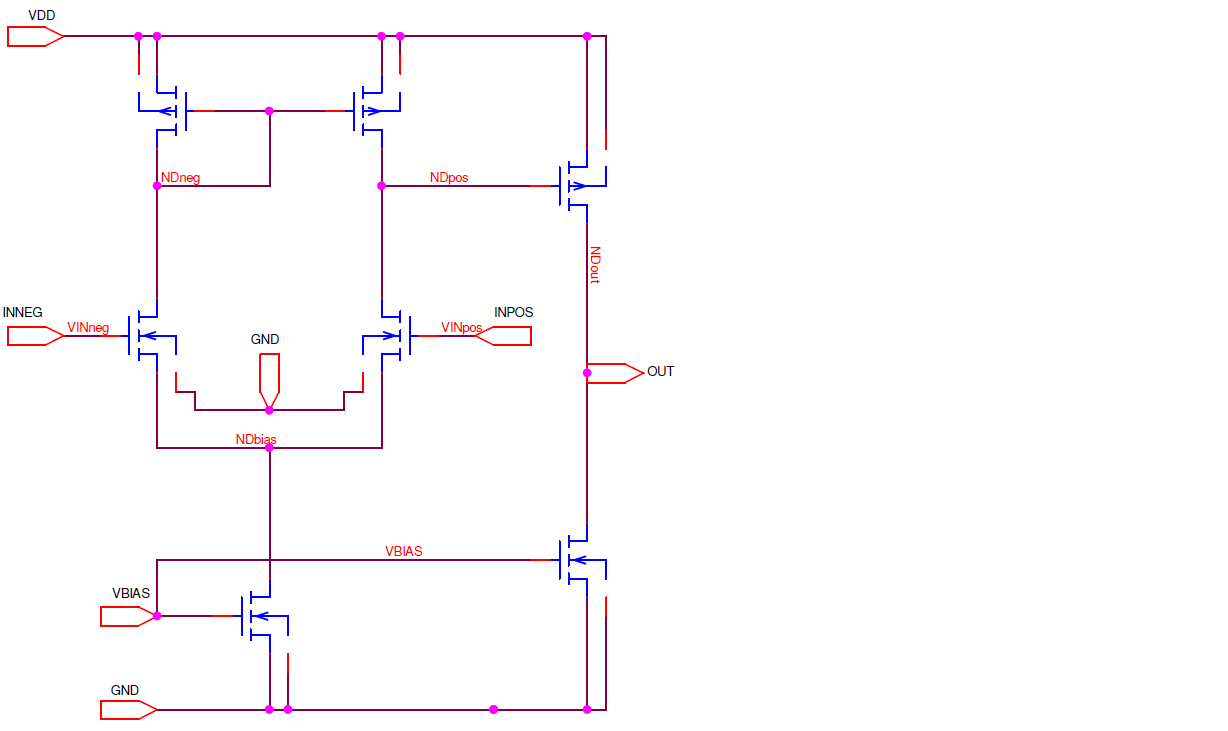 VDD
NDneg
NDpos
NDout
INNEG
VINneg
GND
VINpos
INPOS
OUT
NDbias
VBIAS
VBIAS
GND